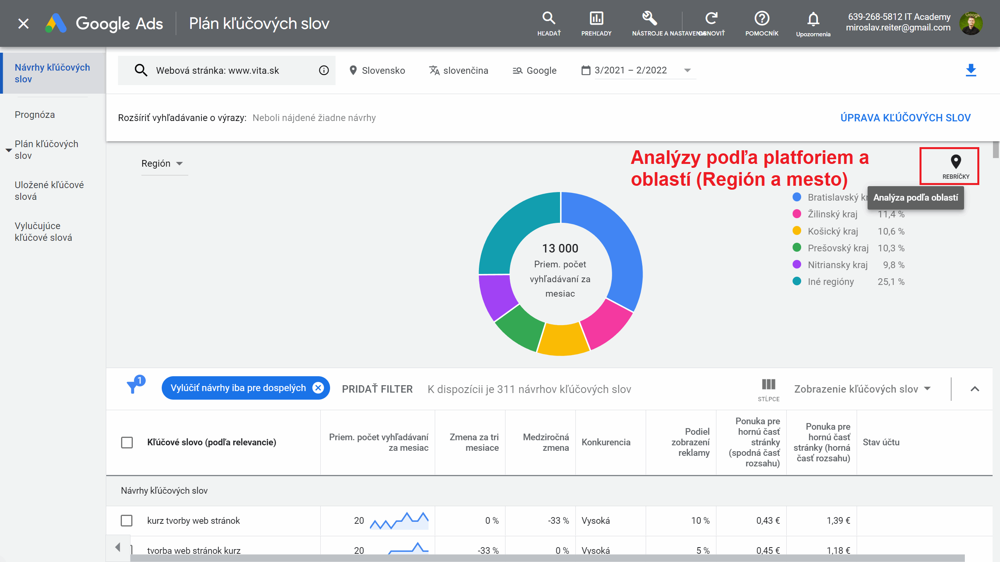 Google Ads
Plán kľúčových slov
HĽADAŤ
PREHĽADY
NÁSTROJE A NASTAVENIA
OBNOVIŤ
POMOCNÍK
Upozornenia
639-268-5812 IT Academy
miroslav.reiter@gmail.com
Google
Návrhy kľúčových
slov
Prognóza
Plán kľúčových
slov
Uložené kľúčové
slová
Vylučujúce
kľúčové slová
Webová stránka: www.vita.sk
Slovensko
slovenčina
Google
3/2021 – 2/2022
Rozšíriť vyhľadávanie o výrazy: Neboli nájdené žiadne návrhy
ÚPRAVA KĽÚČOVÝCH SLOV
Región
Analýzy podľa platforiem a
oblastí (Región a mesto)
REBRÍČKY
Analýza podľa oblastí
Bratislavský
Žilinský kraj 11,4 %
Košický kraj 10,6 %
Prešovský kraj 10,3 %
Nitriansky kraj 9,8 %
Iné regióny 25,1 %
13 000
Priem. počet
vyhľadávaní za
mesiac
1
Vylúčiť návrhy iba pre dospelých
PRIDAŤ FILTER
K dispozícii je 311 návrhov kľúčových slov
STĹPCE
Zobrazenie kľúčových slov
Kľúčové slovo (podľa relevancie)
Priem. počet vyhľadávaní
za mesiac
Zmena za tri
mesiace
Medziročná
zmena
Konkurencia
Podiel
zobrazení
reklamy
Ponuka pre
hornú časť
stránky
(spodná časť
rozsahu)
Ponuka pre
hornú časť
stránky (horná
časť rozsahu)
Stav účtu
Návrhy kľúčových slov
kurz tvorby web stránok 20 0 % -33 % Vysoká 10 % 0,43 € 1,39 €
tvorba web stránok kurz 20 -33 % 0 % Vysoká 5 % 0,45 € 1,18 €